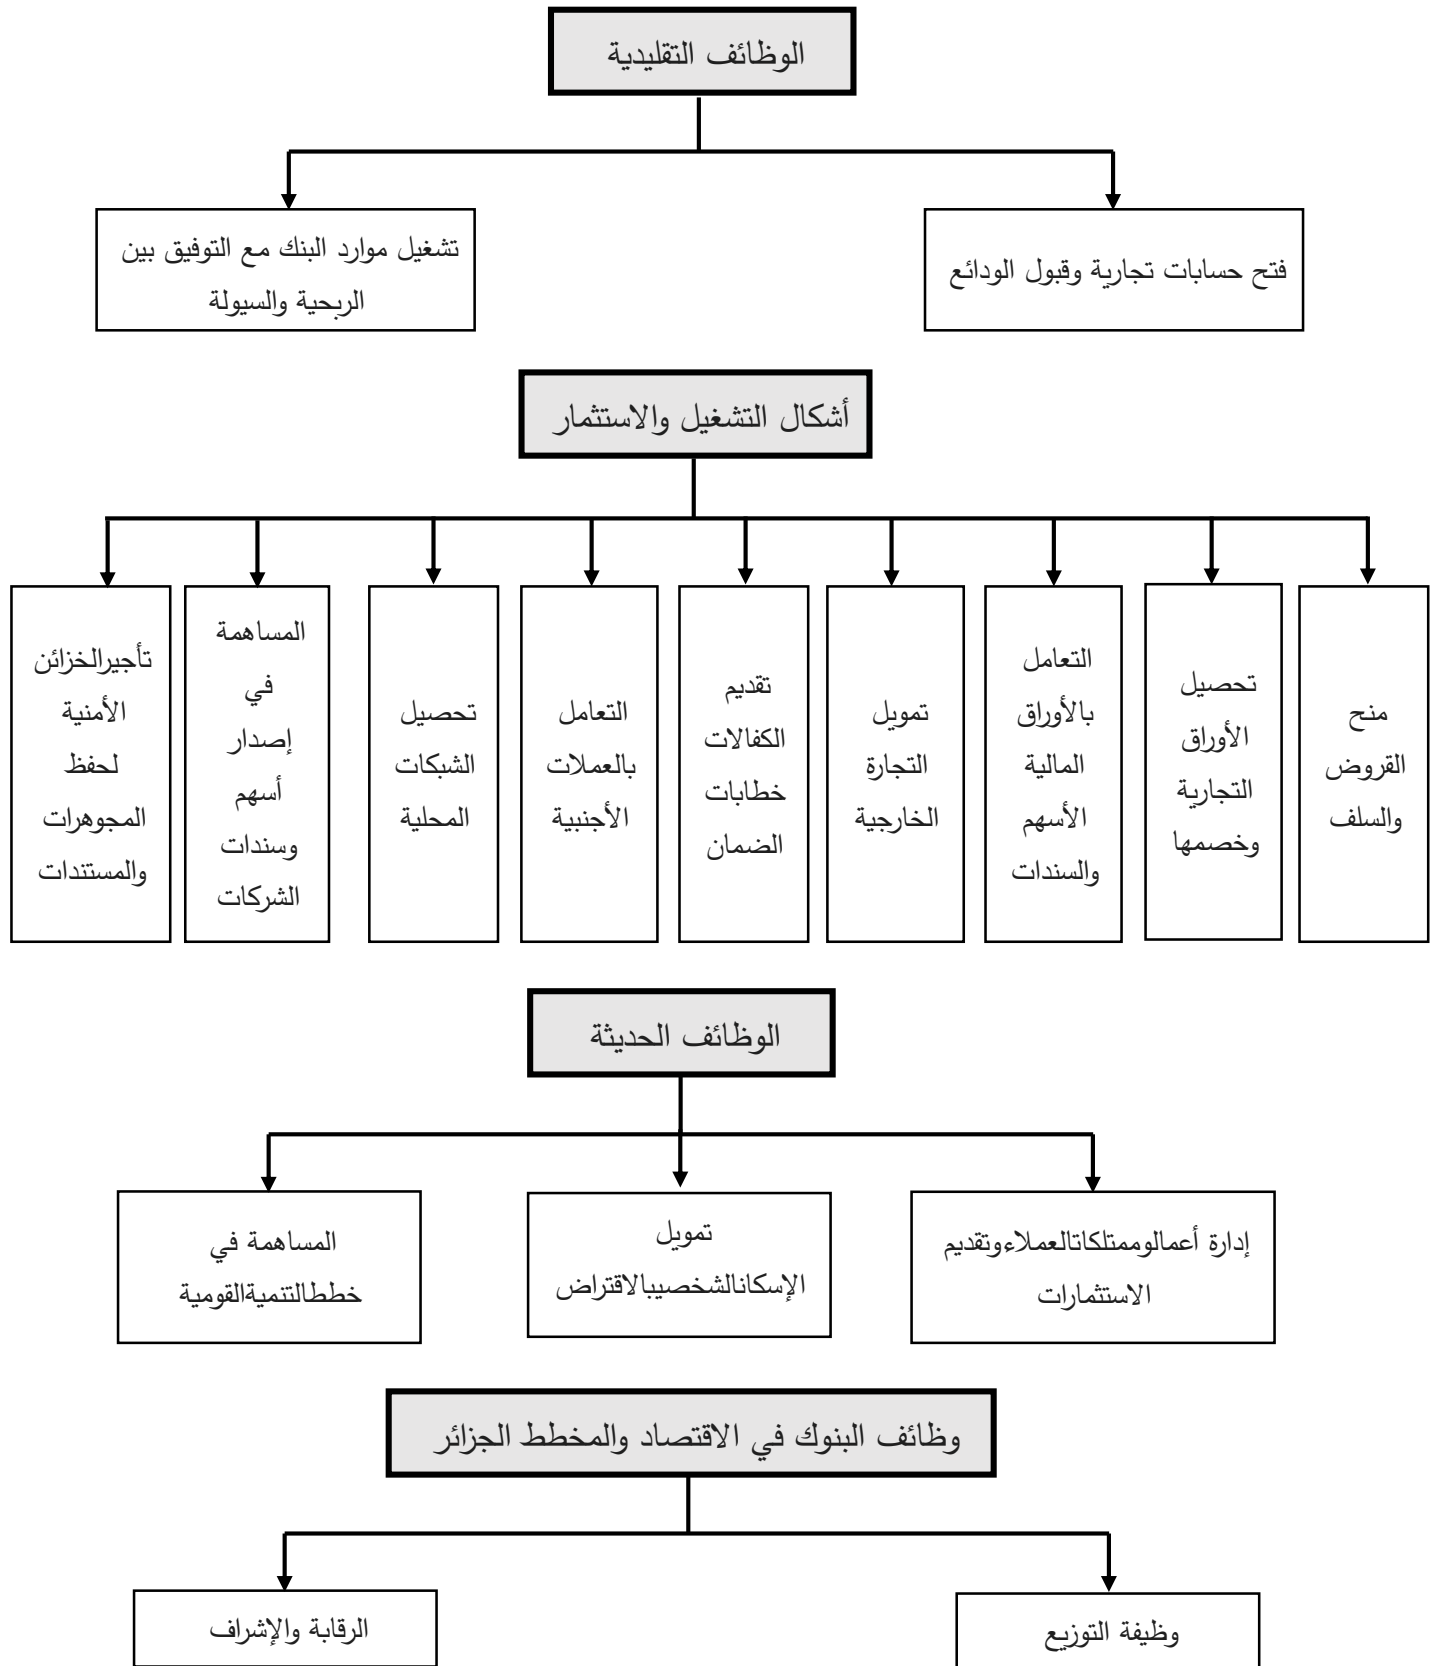 الوظائف التقليدية
فتح حسابات تجارية وقبول الودائع
تشغيل موارد البنك مع التوفيق بين
الربحية والسيولة
أشكال التشغيل والاستثمار
منح
القروض
والسلف
تحصيل
الأوراق
التجارية
وخصمها
التعامل
بالأوراق
المالية
الأسهم
والسندات
تمويل
التجارة
الخارجية
تقديم
الكفالات
خطابات
الضمان
التعامل
بالعملات
الأجنبية
تحصيل
الشبكات
المحلية
المساهمة
في
إصدار
أسهم
وسندات
الشركات
تأجيرالخزائن
الأمنية
لحفظ
المجوهرات
والمستندات
الوظائف الحديثة
إدارة أعمالوممتلكاتالعملاءوتقديم
الاستثمارات
تمويل
الإسكانالشخصيبالاقتراض
المساهمة في
خططالتنميةالقومية
وظائف البنوك في الاقتصاد والمخطط الجزائر
وظيفة التوزيع
الرقابة والإشراف